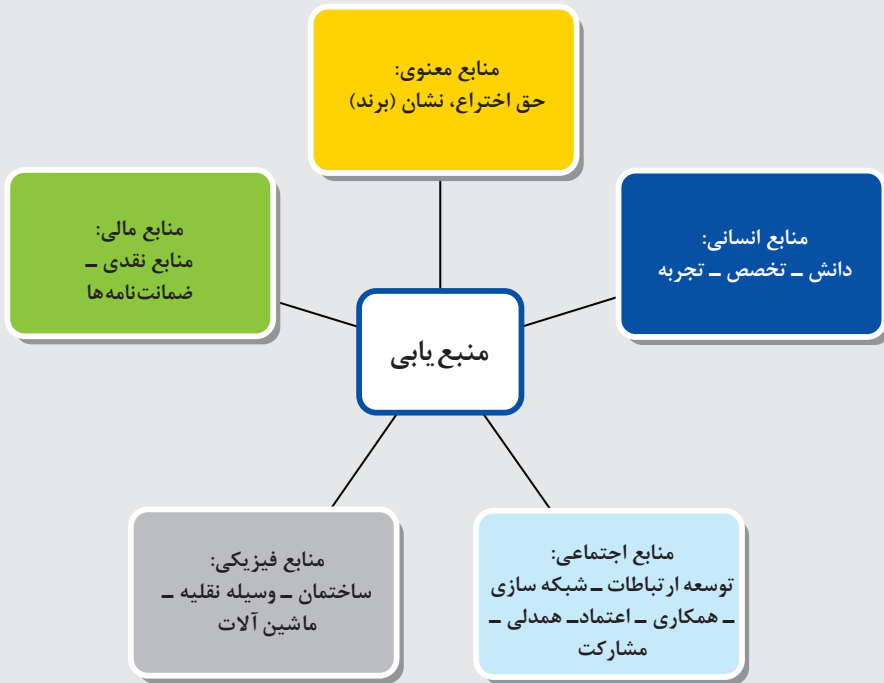 منابع معنوی:
حق اختراع، نشان (برند)
منابع انسانی:
دانش ـ تخصص ـ تجربه
منابع مالی:
منابع نقدی ـ
ضمانت‌نامه‌ها
منبع یابی
منابع اجتماعی:
توسعه ارتباطات ـ شبکه سازی
ـ همکاری ـ اعتمادـ همدلی ـ
مشارکت
منابع فیزیکی:
ساختمان ـ وسیله نقلیه ـ
ماشین آلات